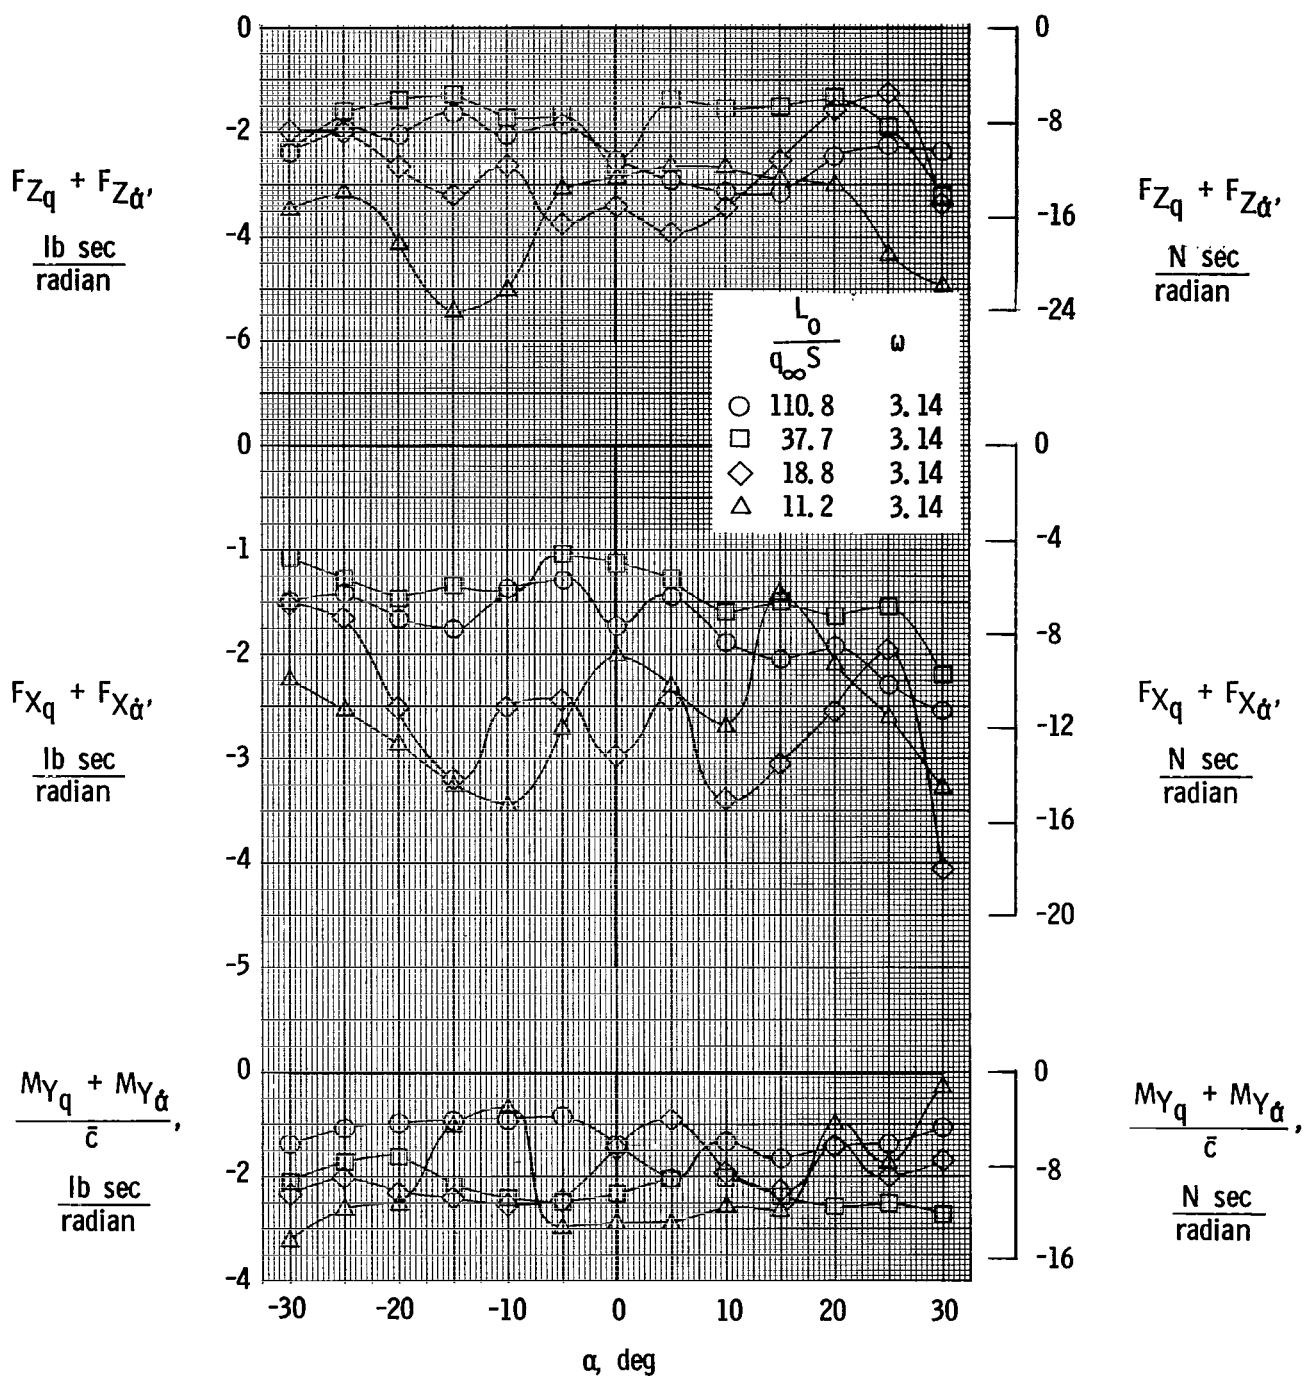 0
-2
-4
-6
F_Zq + F_Zα̇,
lb sec
radian
0
-8
-16
-24
F_Zq + F_Zα̇,
N sec
radian
L_o
q_∞S
ω
110.8 3.14
37.7 3.14
18.8 3.14
11.2 3.14
0
-1
-2
-3
-4
-5
F_Xq + F_Xα̇,
lb sec
radian
0
-4
-8
-12
-16
-20
F_Xq + F_Xα̇,
N sec
radian
0
-2
-4
M_Yq + M_Yα̇
c̄ ,
lb sec
radian
0
-8
-16
M_Yq + M_Yα̇
c̄ ,
N sec
radian
-30 -20 -10 0 10 20 30
α, deg